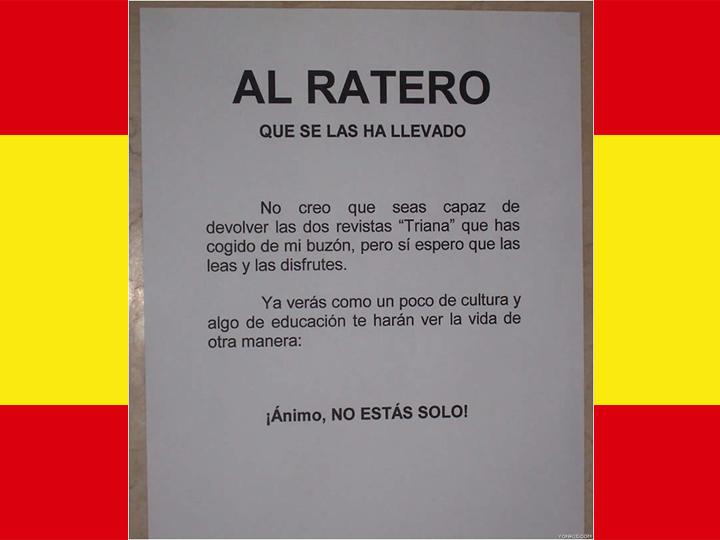 AL RATERO
QUE SE LAS HA LLEVADO
No creo que seas capaz de
devolver las dos revistas “Triana” que has
cogido de mi buzón, pero sí espero que las
leas y las disfrutes.
Ya verás como un poco de cultura y
algo de educación te harán ver la vida de
otra manera:
¡Ánimo, NO ESTÁS SOLO!